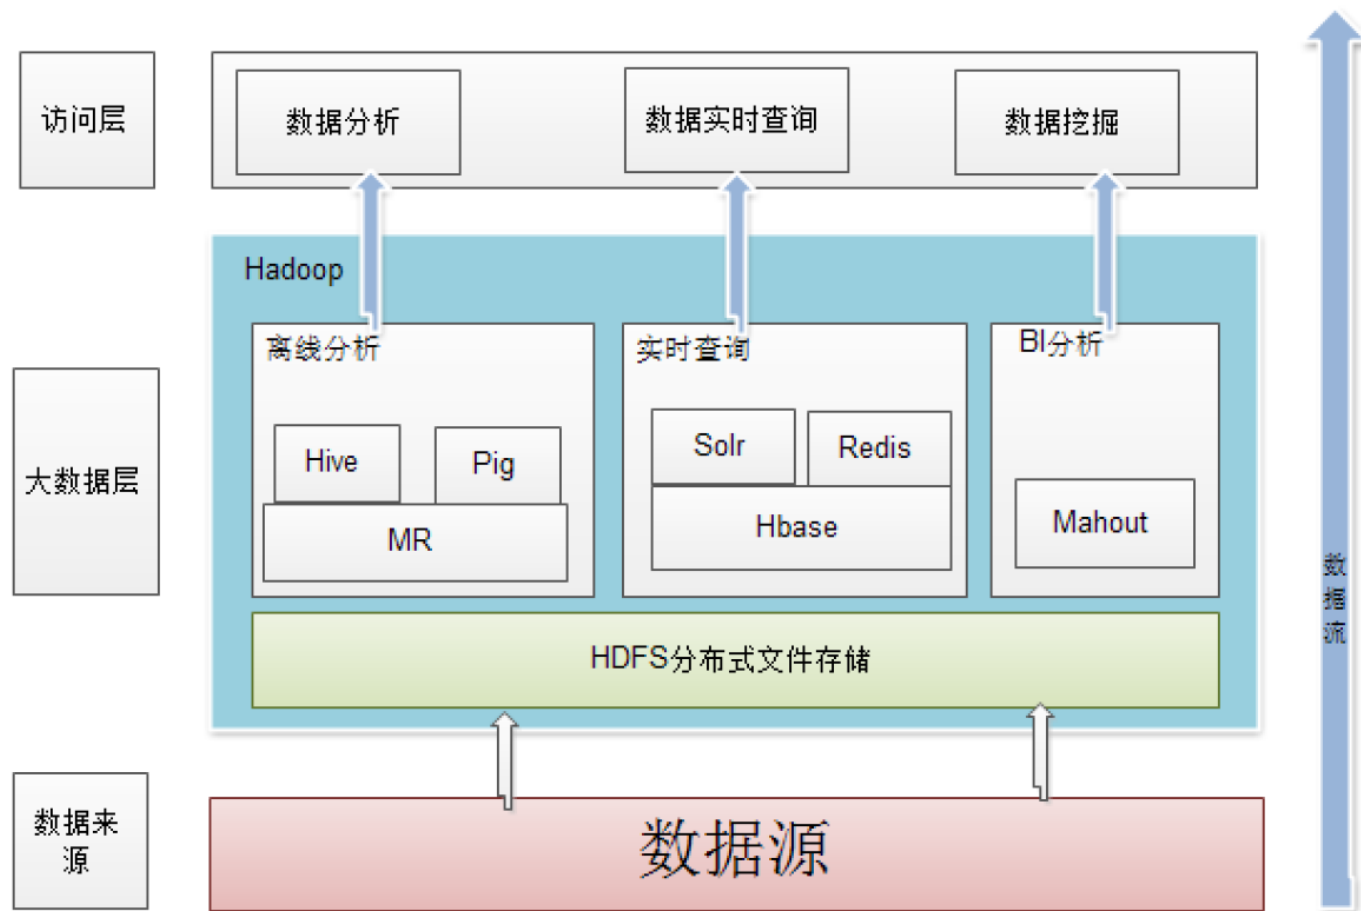 访问层
数据分析
数据实时查询
数据挖掘
Hadoop
离线分析
实时查询
BI分析
大数据层
Hive
Pig
MR
Solr
Redis
Hbase
Mahout
HDFS分布式文件存储
数据来
源
数据源
数
据
流